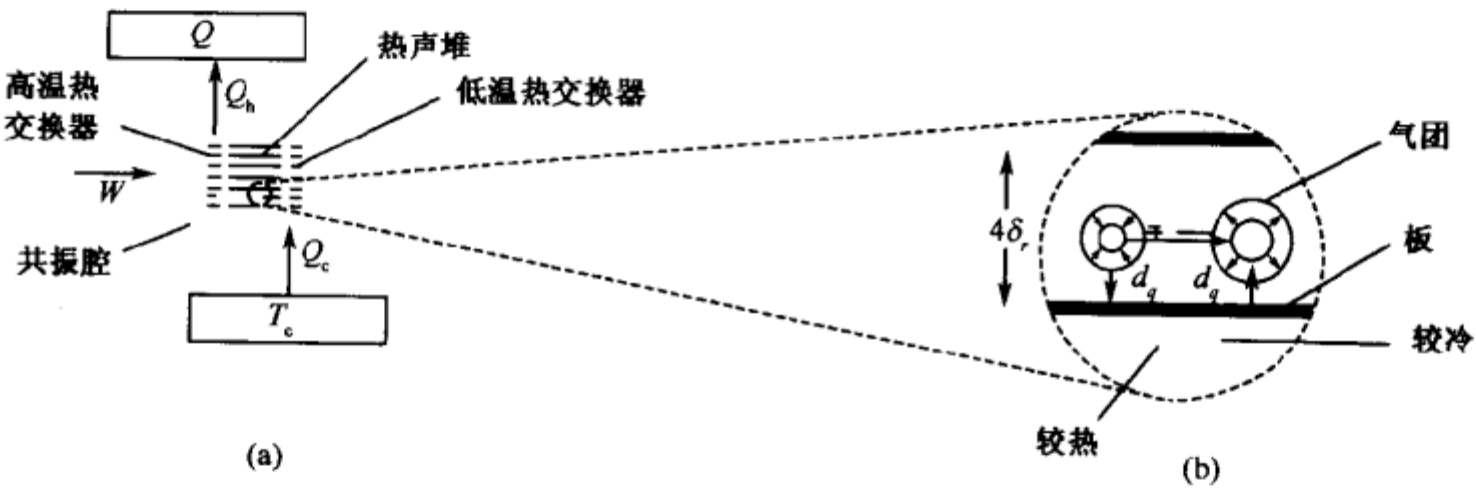 Q
热声堆
高温热
交换器
Q_h
低温热交换器
W
共振腔
Q_c
T_c
(a)
气团
4δ_r
d_q
d_q
板
较冷
较热
(b)